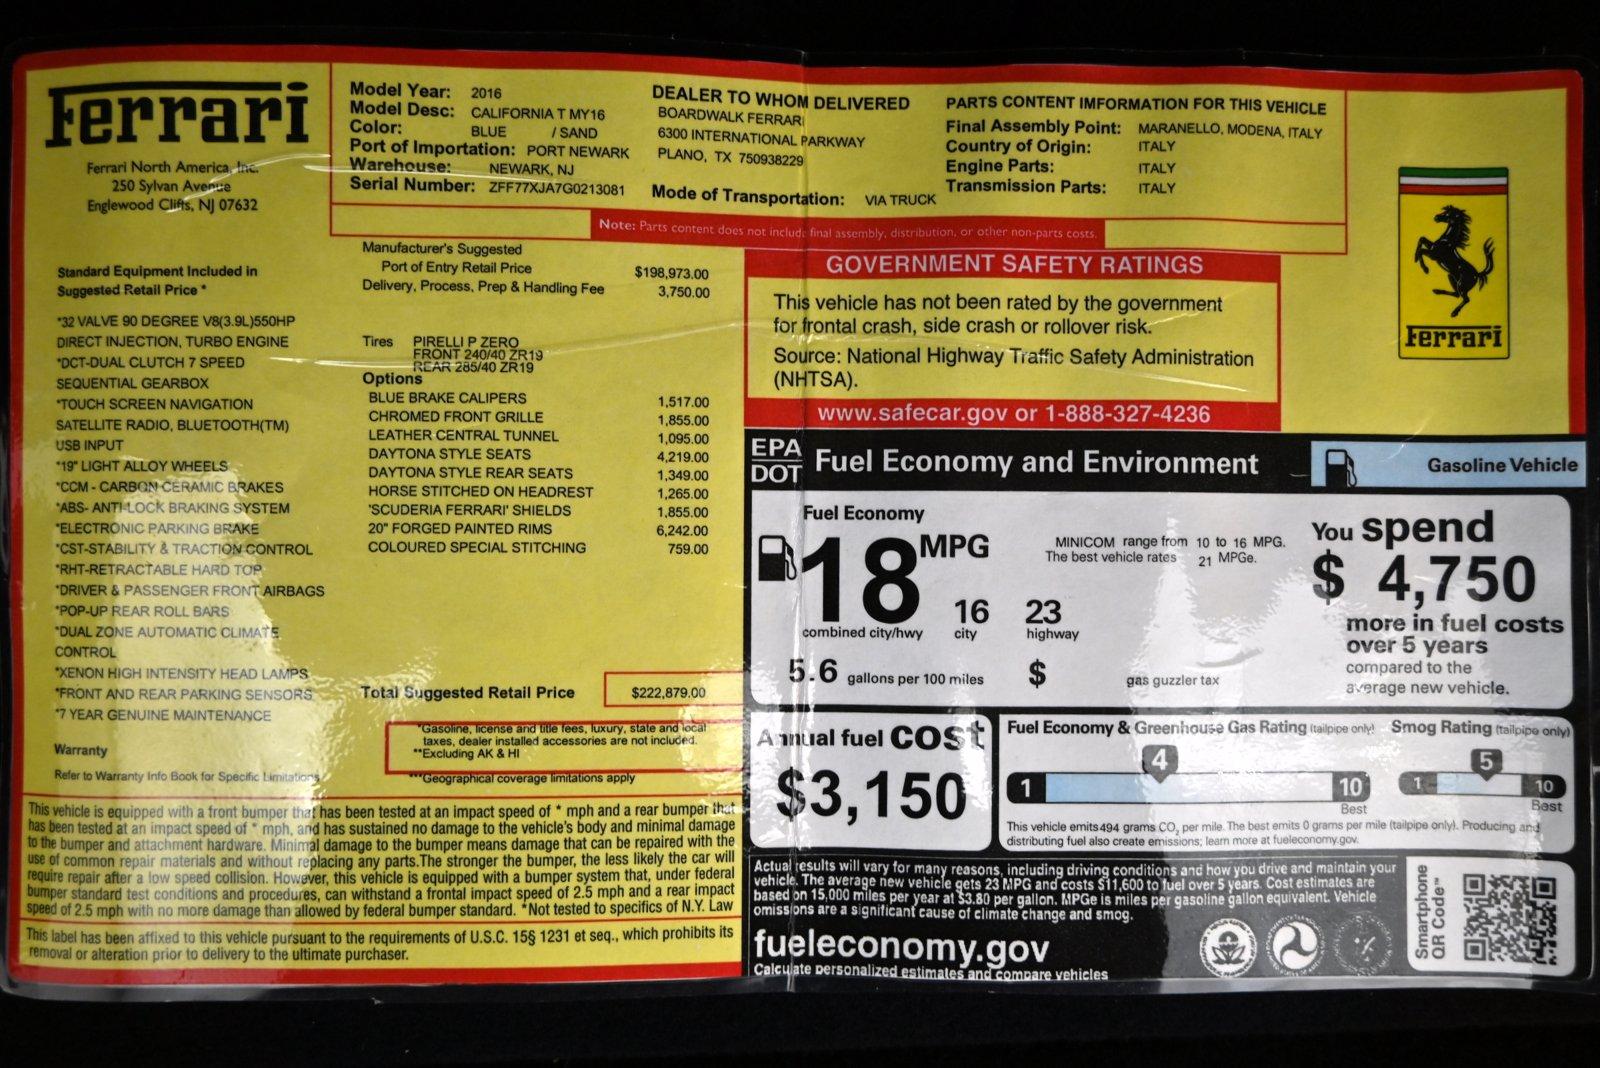 Ferrari
Ferrari North America, Inc.
250 Sylvan Avenue
Englewood Cliffs, NJ 07632
Model Year: 2016
Model Desc: CALIFORNIA T MY16
Color: BLUE / SAND
Port of Importation: PORT NEWARK
Warehouse: NEWARK, NJ
Serial Number: ZFF77XJA7G0213081
DEALER TO WHOM DELIVERED
BOARDWALK FERRARI
6300 INTERNATIONAL PARKWAY
PLANO, TX 750938229
Mode of Transportation: VIA TRUCK
PARTS CONTENT IMFORMATION FOR THIS VEHICLE
Final Assembly Point: MARANELLO, MODENA, ITALY
Country of Origin: ITALY
Engine Parts: ITALY
Transmission Parts: ITALY
Note: Parts content does not include final assembly, distribution, or other non-parts costs.
Ferrari
Standard Equipment Included in
Suggested Retail Price *
*32 VALVE 90 DEGREE V8(3.9L)550HP
DIRECT INJECTION, TURBO ENGINE
*DCT-DUAL CLUTCH 7 SPEED
SEQUENTIAL GEARBOX
*TOUCH SCREEN NAVIGATION
SATELLITE RADIO, BLUETOOTH(TM)
USB INPUT
*19" LIGHT ALLOY WHEELS
*CCM - CARBON CERAMIC BRAKES
*ABS- ANTI-LOCK BRAKING SYSTEM
*ELECTRONIC PARKING BRAKE
*CST-STABILITY & TRACTION CONTROL
*RHT-RETRACTABLE HARD TOP
*DRIVER & PASSENGER FRONT AIRBAGS
*POP-UP REAR ROLL BARS
*DUAL ZONE AUTOMATIC CLIMATE
CONTROL
*XENON HIGH INTENSITY HEAD LAMPS
*FRONT AND REAR PARKING SENSORS
*7 YEAR GENUINE MAINTENANCE
Warranty
Refer to Warranty Info Book for Specific Limitations
Manufacturer's Suggested
Port of Entry Retail Price $198,973.00
Delivery, Process, Prep & Handling Fee 3,750.00
Tires PIRELLI P ZERO
FRONT 240/40 ZR19
REAR 285/40 ZR19
Options
BLUE BRAKE CALIPERS 1,517.00
CHROMED FRONT GRILLE 1,855.00
LEATHER CENTRAL TUNNEL 1,095.00
DAYTONA STYLE SEATS 4,219.00
DAYTONA STYLE REAR SEATS 1,349.00
HORSE STITCHED ON HEADREST 1,265.00
'SCUDERIA FERRARI' SHIELDS 1,855.00
20" FORGED PAINTED RIMS 6,242.00
COLOURED SPECIAL STITCHING 759.00
Total Suggested Retail Price $222,879.00
*Gasoline, license and title fees, luxury, state and local
taxes, dealer installed accessories are not included.
**Excluding AK & HI
***Geographical coverage limitations apply
This vehicle is equipped with a front bumper that has been tested at an impact speed of * mph and a rear bumper that
has been tested at an impact speed of * mph, and has sustained no damage to the vehicle's body and minimal damage
to the bumper and attachment hardware. Minimal damage to the bumper means damage that can be repaired with the
use of common repair materials and without replacing any parts.The stronger the bumper, the less likely the car will
require repair after a low speed collision. However, this vehicle is equipped with a bumper system that, under federal
bumper standard test conditions and procedures, can withstand a frontal impact speed of 2.5 mph and a rear impact
speed of 2.5 mph with no more damage than allowed by federal bumper standard. *Not tested to specifics of N.Y. Law
This label has been affixed to this vehicle pursuant to the requirements of U.S.C. 15§ 1231 et seq., which prohibits its
removal or alteration prior to delivery to the ultimate purchaser.
GOVERNMENT SAFETY RATINGS
This vehicle has not been rated by the government
for frontal crash, side crash or rollover risk.
Source: National Highway Traffic Safety Administration
(NHTSA).
www.safecar.gov or 1-888-327-4236
EPA
DOT
Fuel Economy and Environment
Gasoline Vehicle
Fuel Economy
18 MPG
combined city/hwy
16
city
23
highway
5.6 gallons per 100 miles
$
gas guzzler tax
MINICOM range from 10 to 16 MPG.
The best vehicle rates 21 MPGe.
You spend
$ 4,750
more in fuel costs
over 5 years
compared to the
average new vehicle.
Annual fuel cost
$3,150
Fuel Economy & Greenhouse Gas Rating (tailpipe only)
4
1 10
Best
Smog Rating (tailpipe only)
5
1 10
Best
This vehicle emits 494 grams CO2 per mile. The best emits 0 grams per mile (tailpipe only). Producing and
distributing fuel also create emissions; learn more at fueleconomy.gov.
Actual results will vary for many reasons, including driving conditions and how you drive and maintain your
vehicle. The average new vehicle gets 23 MPG and costs $11,600 to fuel over 5 years. Cost estimates are
based on 15,000 miles per year at $3.80 per gallon. MPGe is miles per gasoline gallon equivalent. Vehicle
emissions are a significant cause of climate change and smog.
fueleconomy.gov
Calculate personalized estimates and compare vehicles
Smartphone
QR Code™